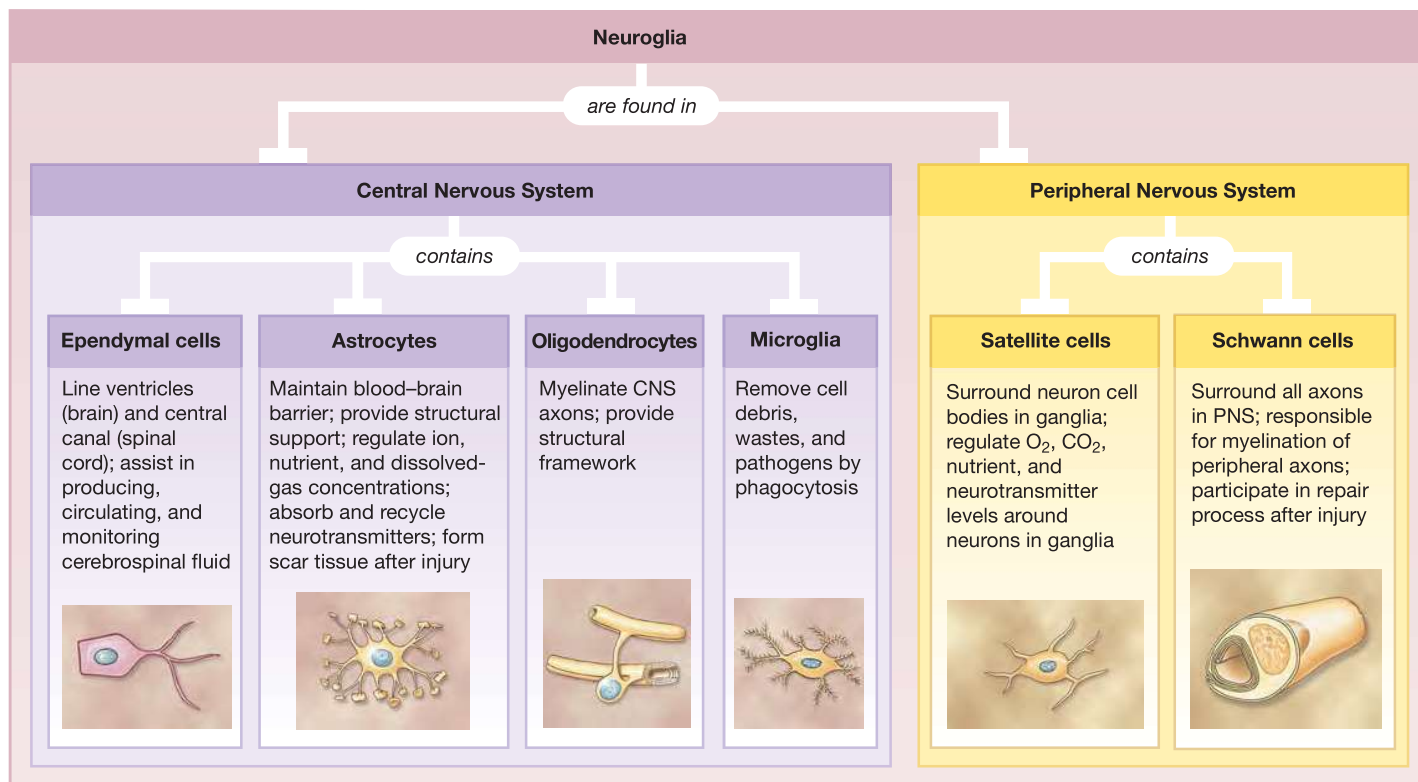 Neuroglia
are found in
Central Nervous System
contains
Ependymal cells
Line ventricles
(brain) and central
canal (spinal
cord); assist in
producing,
circulating, and
monitoring
cerebrospinal fluid
Astrocytes
Maintain blood–brain
barrier; provide structural
support; regulate ion,
nutrient, and dissolved-
gas concentrations;
absorb and recycle
neurotransmitters; form
scar tissue after injury
Oligodendrocytes
Myelinate CNS
axons; provide
structural
framework
Microglia
Remove cell
debris,
wastes, and
pathogens by
phagocytosis
Peripheral Nervous System
contains
Satellite cells
Surround neuron cell
bodies in ganglia;
regulate O₂, CO₂,
nutrient, and
neurotransmitter
levels around
neurons in ganglia
Schwann cells
Surround all axons
in PNS; responsible
for myelination of
peripheral axons;
participate in repair
process after injury